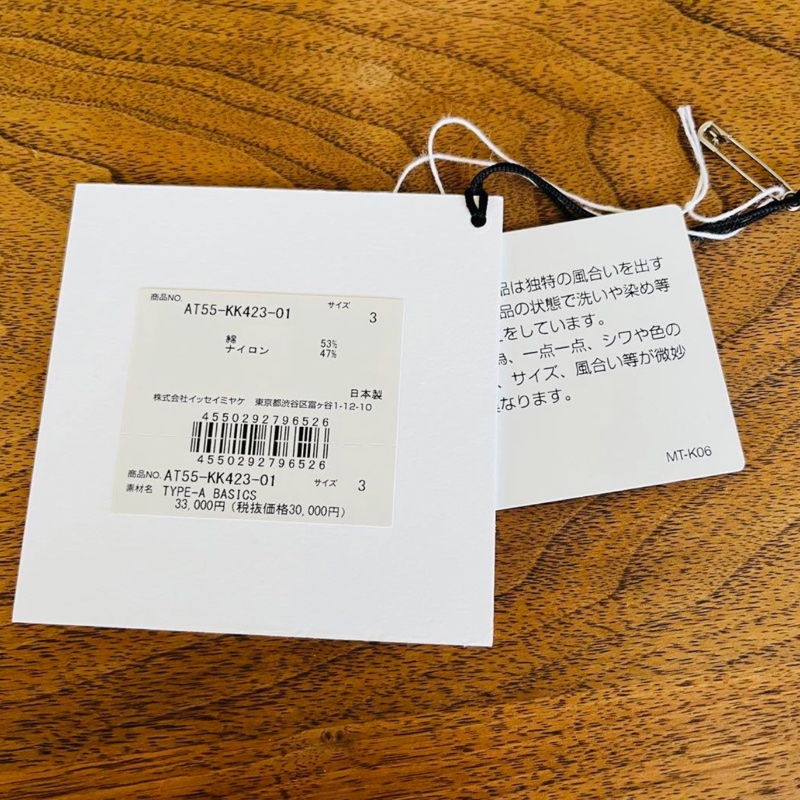 商品NO. AT55-KK423-01 サイズ 3
綿 53%
ナイロン 47%
日本製
株式会社イッセイミヤケ 東京都渋谷区富ヶ谷1-12-10
4550292796526
4550292796526
商品NO. AT55-KK423-01 サイズ 3
素材名 TYPE-A BASICS
33,000円(税抜価格30,000円)
品は独特の風合いを出す
品の状態で洗いや染め等
をしています。
、一点一点、シワや色の
、サイズ、風合い等が微妙
なります。
MT-K06